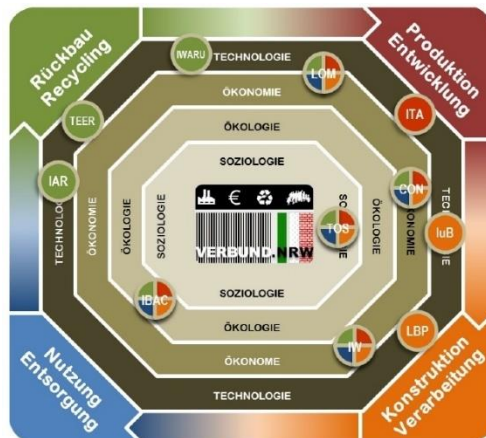 Rückbau
Recycling
Produktion
Entwicklung
IWARU
TECHNOLOGIE
LOM
ÖKONOMIE
TEER
ITA
ÖKOLOGIE
SOZIOLOGIE
IAR
CON
TECHNOLOGIE
ÖKONOMIE
ÖKOLOGIE
SOZIOLOGIE
€
VERBUND.NRW
SOZIOLOGIE
TOS
ÖKOLOGIE
ÖKONOMIE
TECHNOLOGIE
IuB
IBAC
SOZIOLOGIE
ÖKOLOGIE
IW
LBP
ÖKONOME
TECHNOLOGIE
Nutzung
Entsorgung
Konstruktion
Verarbeitung